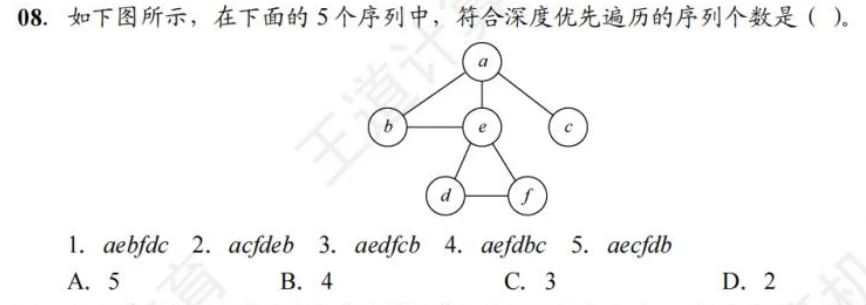 08. 如下图所示，在下面的5个序列中，符合深度优先遍历的序列个数是（ ）。
a
b e c
d f
1. aebfdc 2. acfdeb 3. aedfcb 4. aefdbc 5. aecfdb
A. 5 B. 4 C. 3 D. 2
王道计算机